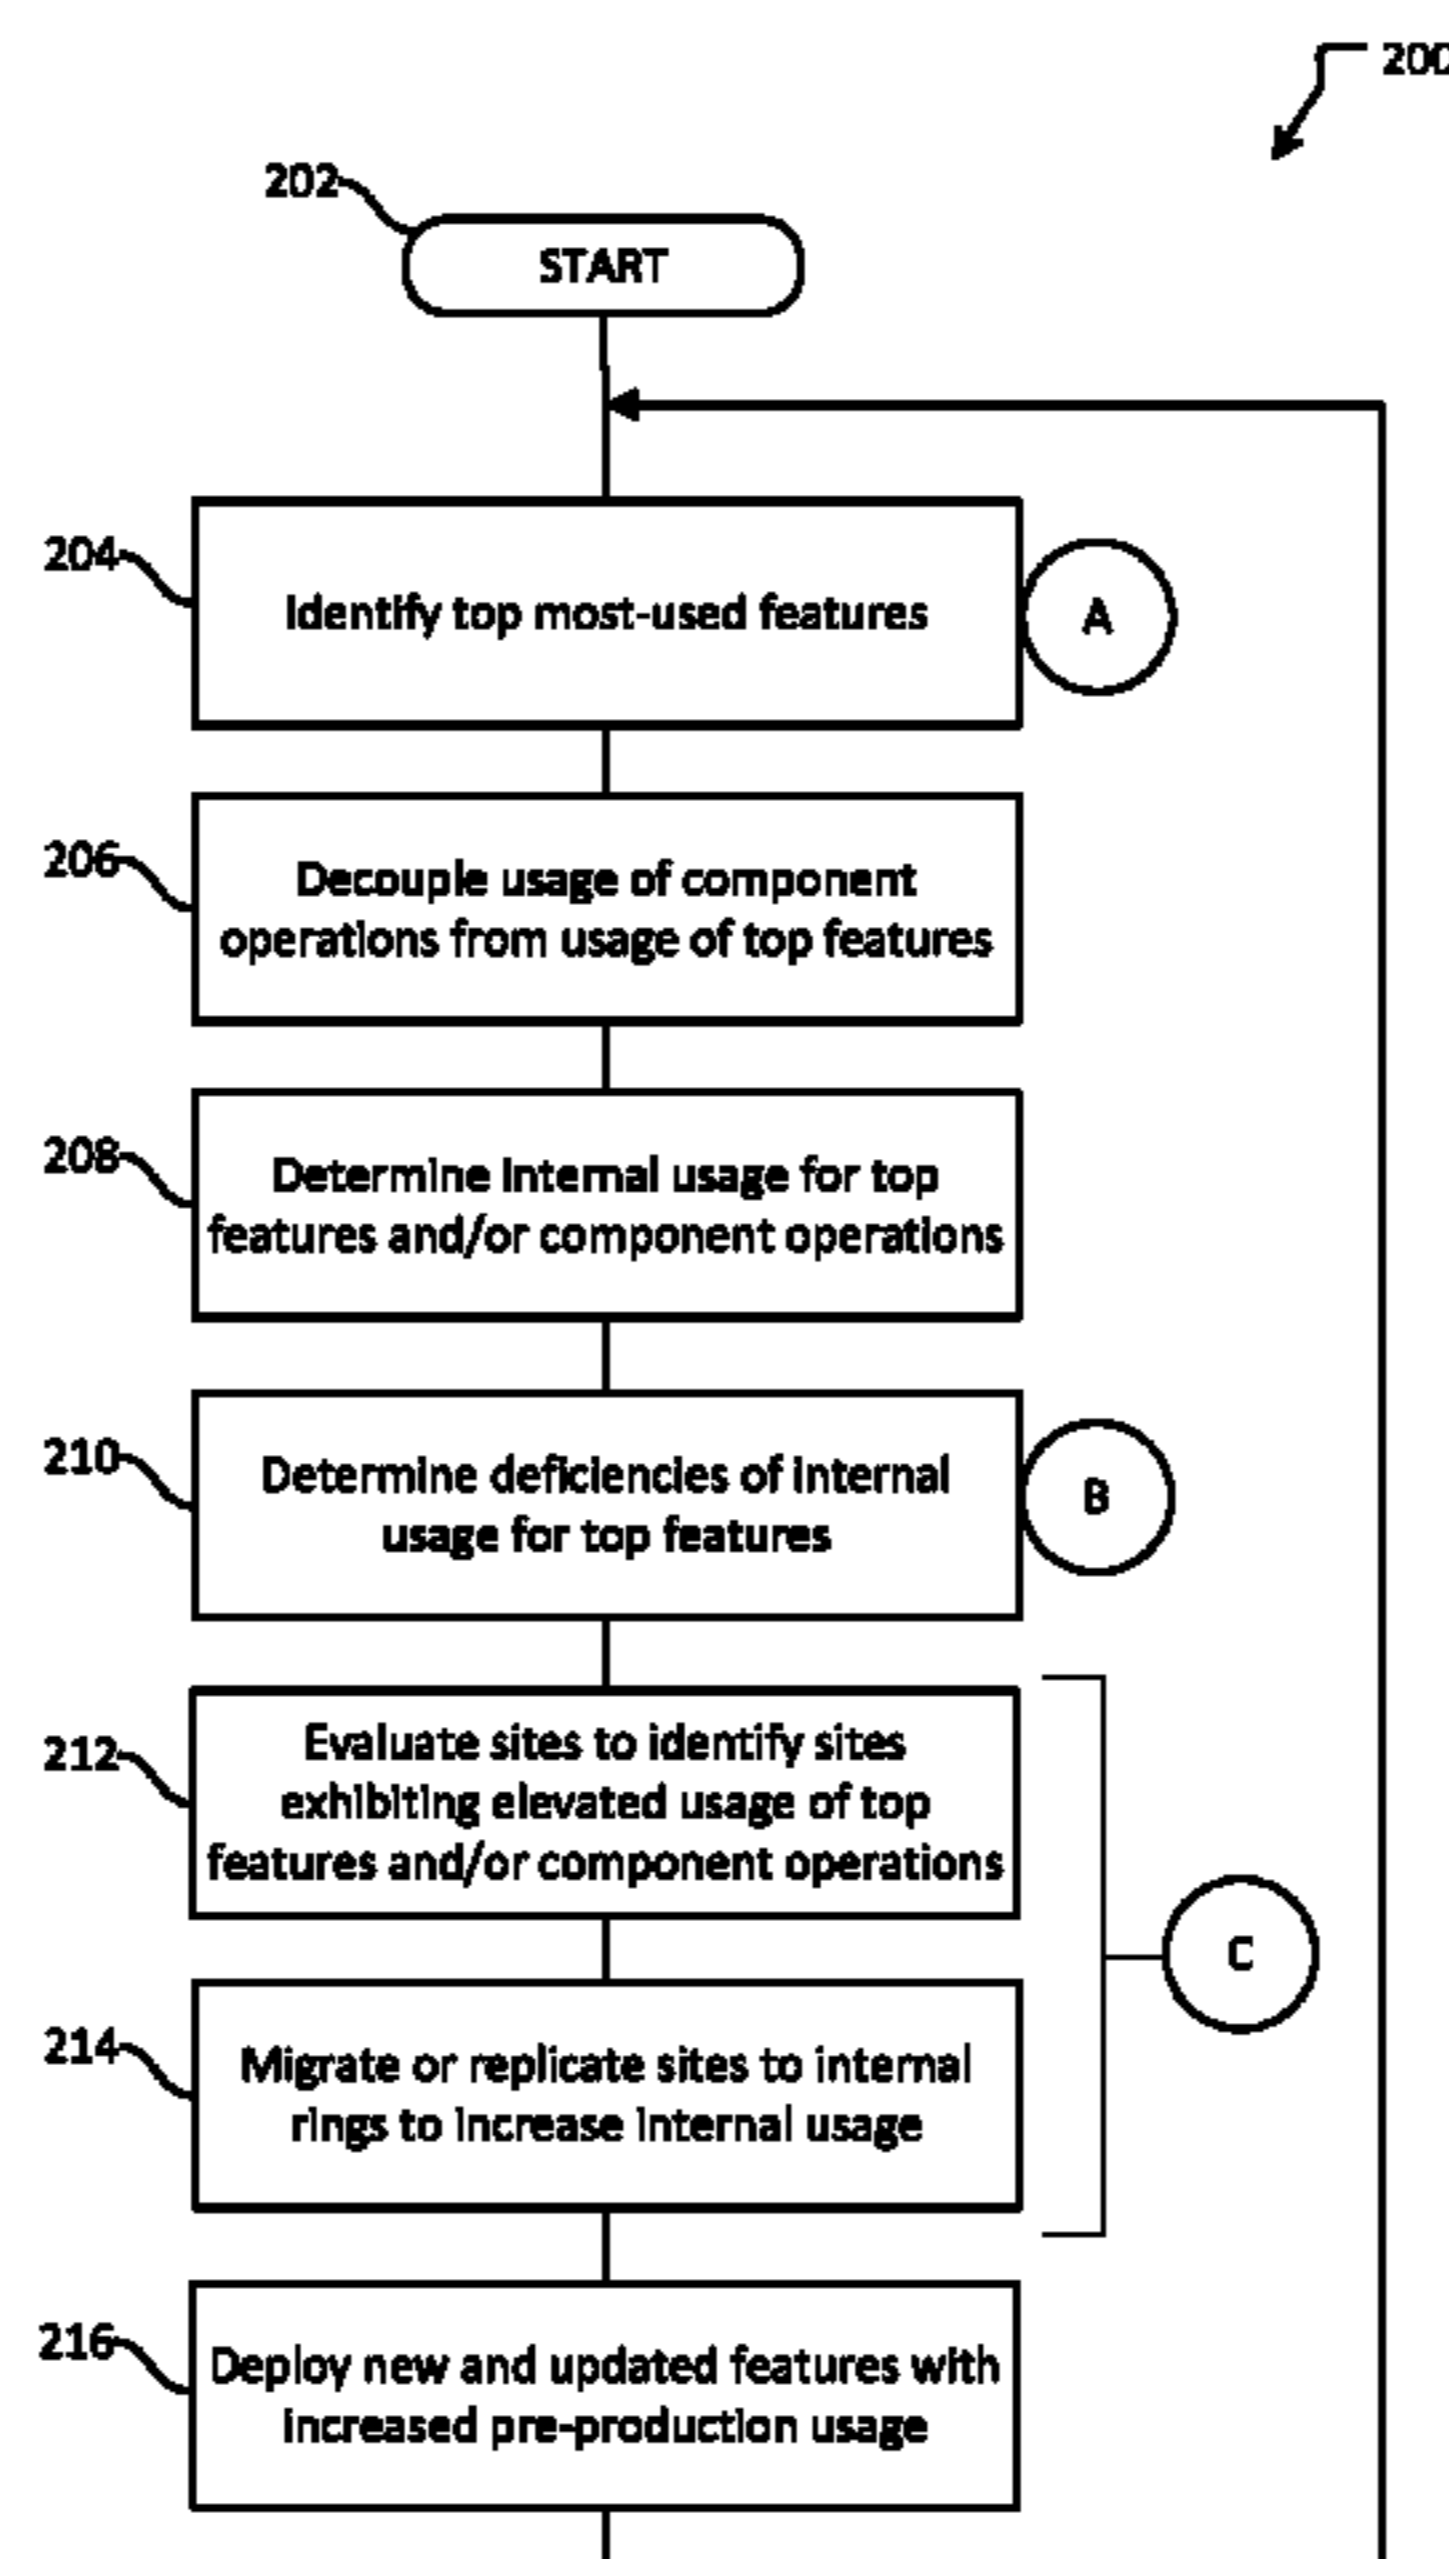 200
202
START
204
Identify top most-used features
A
206
Decouple usage of component
operations from usage of top features
208
Determine internal usage for top
features and/or component operations
210
Determine deficiencies of internal
usage for top features
B
212
Evaluate sites to identify sites
exhibiting elevated usage of top
features and/or component operations
C
214
Migrate or replicate sites to internal
rings to increase internal usage
216
Deploy new and updated features with
increased pre-production usage